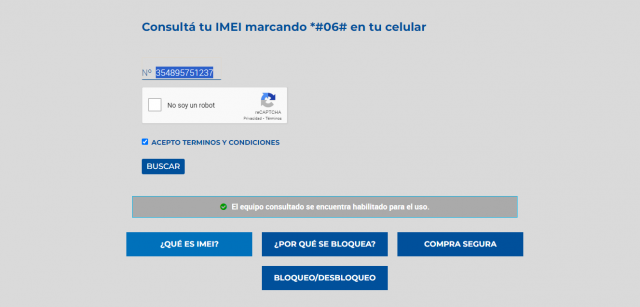 Consultá tu IMEI marcando *#06# en tu celular
Nº 354895751237
No soy un robot
reCAPTCHA
Privacidad • Términos
ACEPTO TERMINOS Y CONDICIONES
BUSCAR
El equipo consultado se encuentra habilitado para el uso.
¿QUÉ ES IMEI?
¿POR QUÉ SE BLOQUEA?
COMPRA SEGURA
BLOQUEO/DESBLOQUEO